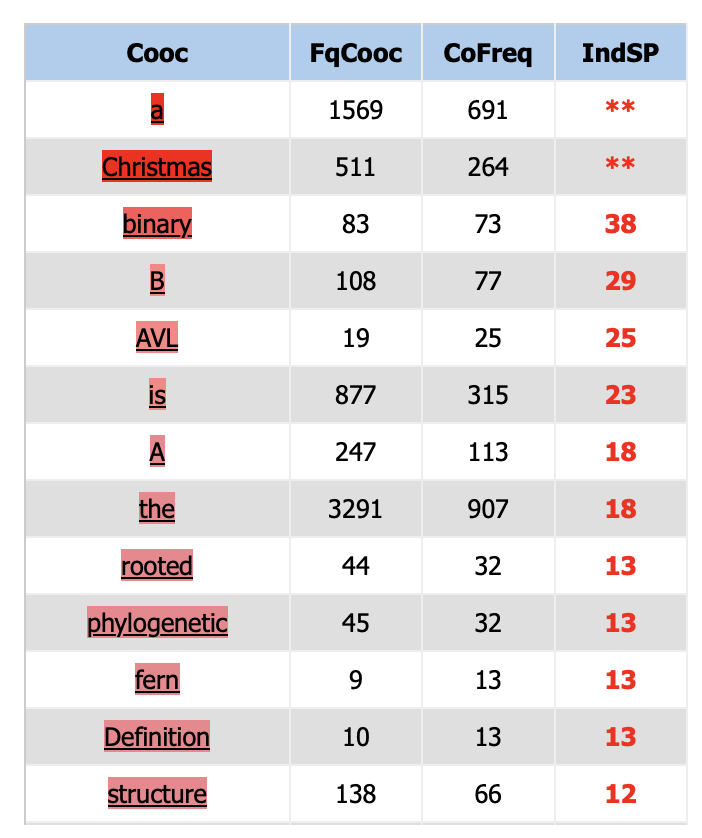 Cooc FqCooc CoFreq IndSP
a 1569 691 **
Christmas 511 264 **
binary 83 73 38
B 108 77 29
AVL 19 25 25
is 877 315 23
A 247 113 18
the 3291 907 18
rooted 44 32 13
phylogenetic 45 32 13
fern 9 13 13
Definition 10 13 13
structure 138 66 12